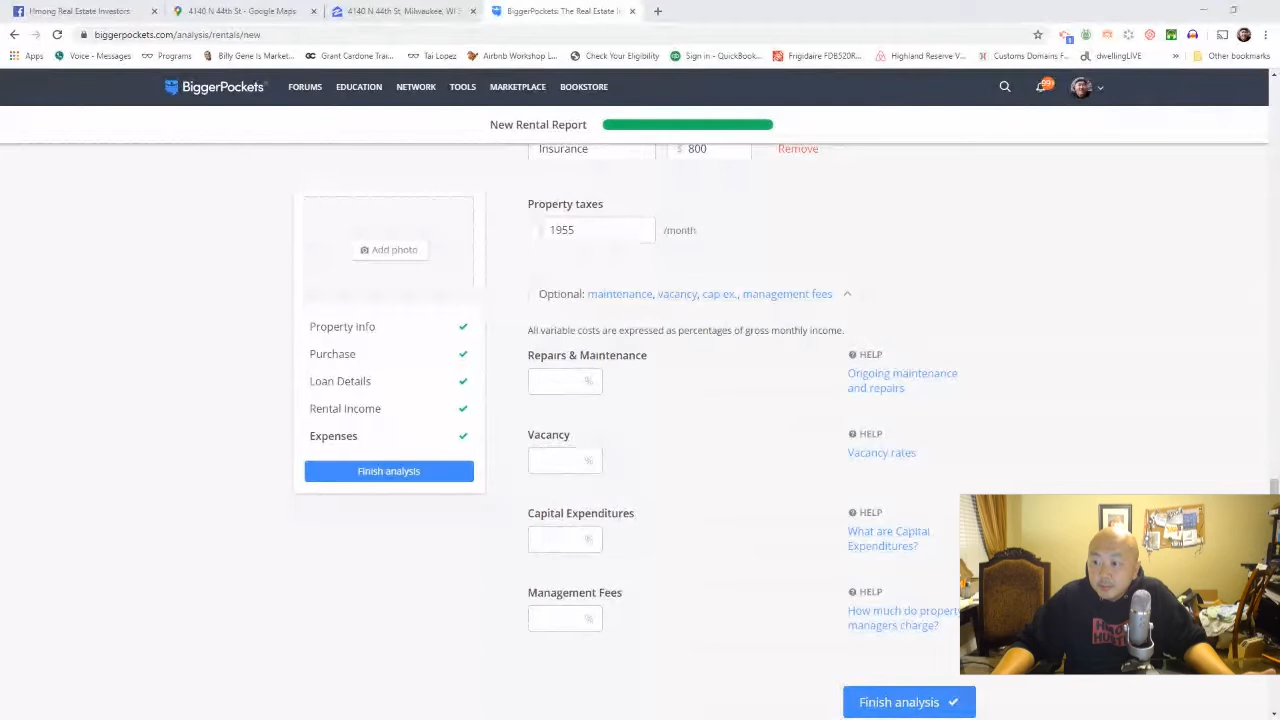 Hmong Real Estate Investors
4140 N 44th St - Google Maps
4140 N 44th St, Milwaukee, WI 5
BiggerPockets: The Real Estate In
biggerpockets.com/analysis/rentals/new
Apps
Voice - Messages
Programs
Billy Gene Is Market...
Grant Cardone Trai...
Tai Lopez
Airbnb Workshop L...
Check Your Eligibility
Sign in - QuickBook...
Frigidaire FDB520R...
Highland Reserve ...
Customs Domains F...
dwellingLIVE
Other bookmarks
BiggerPockets
FORUMS
EDUCATION
NETWORK
TOOLS
MARKETPLACE
BOOKSTORE
99+
New Rental Report
Insurance
$ 800
Remove
Property taxes
1955
/month
Add photo
Optional: maintenance, vacancy, cap ex., management fees
All variable costs are expressed as percentages of gross monthly income.
Property Info
Purchase
Loan Details
Rental Income
Expenses
Finish analysis
Repairs & Maintenance
%
HELP
Ongoing maintenance
and repairs
Vacancy
%
HELP
Vacancy rates
Capital Expenditures
%
HELP
What are Capital
Expenditures?
Management Fees
%
HELP
How much do property
managers charge?
Finish analysis